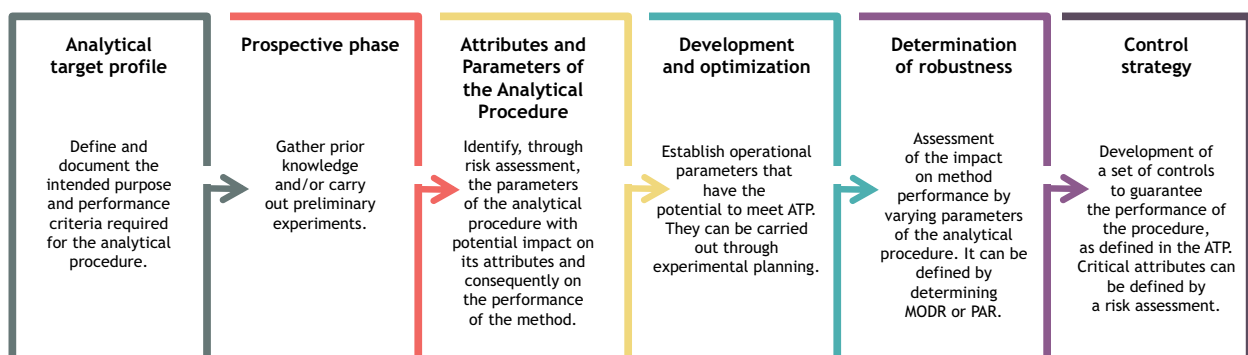 Analytical
target profile
Define and
document the
intended purpose
and performance
criteria required
for the analytical
procedure.
Prospective phase
Gather prior
knowledge
and/or carry
out preliminary
experiments.
Attributes and
Parameters of
the Analytical
Procedure
Identify, through
risk assessment,
the parameters
of the analytical
procedure with
potential impact on
its attributes and
consequently on
the performance
of the method.
Development
and optimization
Establish operational
parameters that
have the
potential to meet ATP.
They can be carried
out through
experimental planning.
Determination
of robustness
Assessment
of the impact
on method
performance by
varying parameters
of the analytical
procedure. It can be
defined by
determining
MODR or PAR.
Control
strategy
Development of
a set of controls
to guarantee
the performance of
the procedure,
as defined in the ATP.
Critical attributes can
be defined by
a risk assessment.